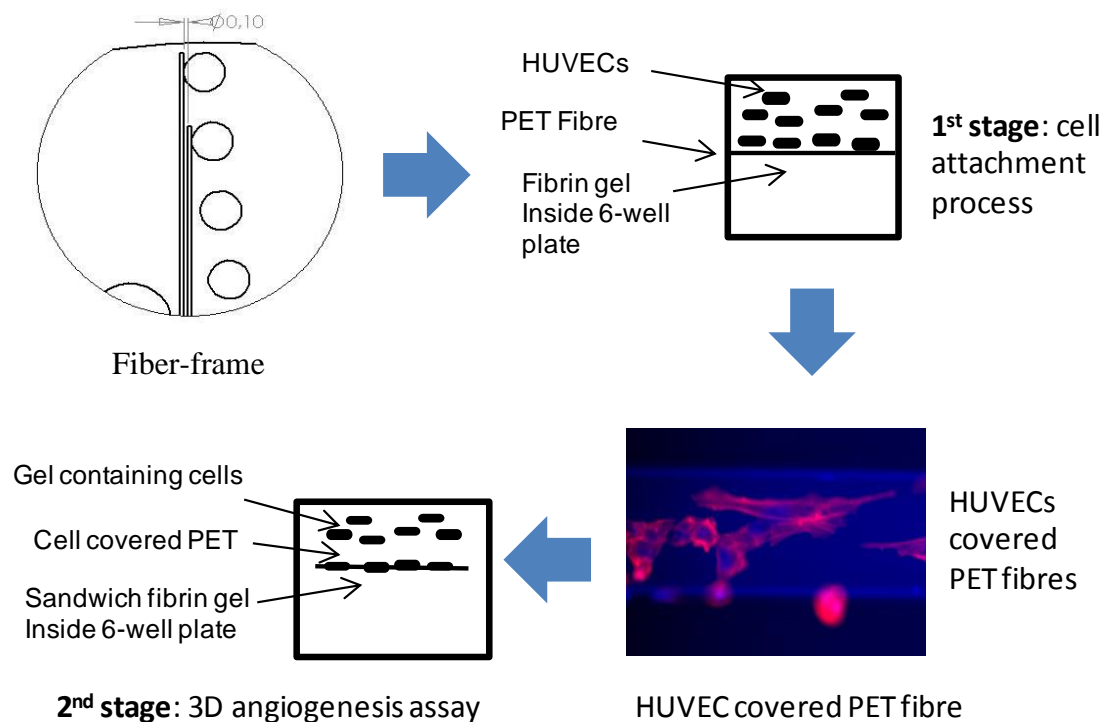 Ø0,10
Fiber-frame
HUVECs
PET Fibre
Fibrin gel
Inside 6-well
plate
1st stage: cell
attachment
process
Gel containing cells
Cell covered PET
Sandwich fibrin gel
Inside 6-well plate
2nd stage: 3D angiogenesis assay
HUVECs
covered
PET fibres
HUVEC covered PET fibre